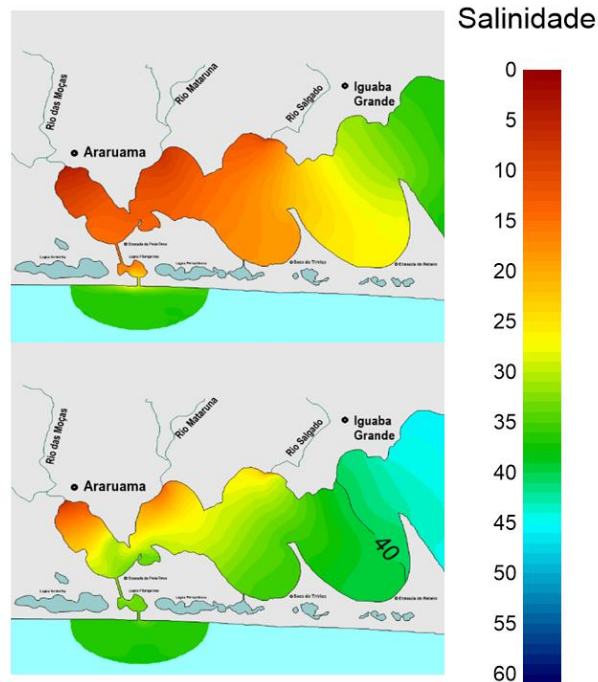 Salinidade
Rio das Moças
Rio Mataruna
Rio Salgado
Iguaba
Grande
Araruama
0
5
10
15
20
25
30
35
40
45
50
55
60
Rio das Moças
Rio Mataruna
Rio Salgado
Iguaba
Grande
Araruama
40